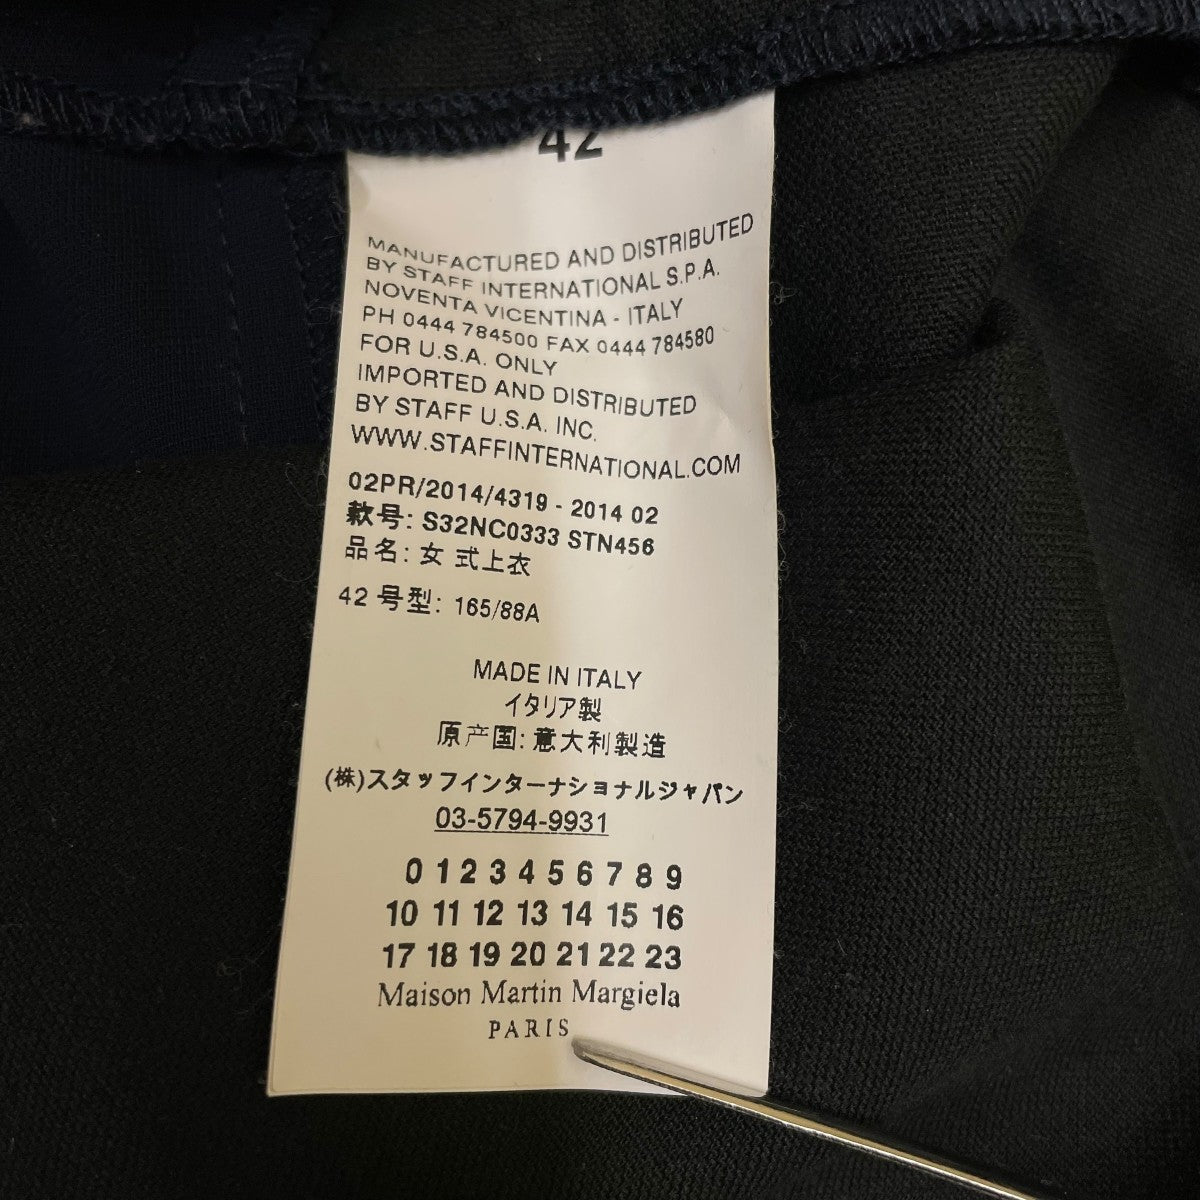 42
MANUFACTURED AND DISTRIBUTED
BY STAFF INTERNATIONAL S.P.A.
NOVENTA VICENTINA - ITALY
PH 0444 784500 FAX 0444 784580
FOR U.S.A. ONLY
IMPORTED AND DISTRIBUTED
BY STAFF U.S.A. INC.
WWW.STAFFINTERNATIONAL.COM
02PR/2014/4319 - 2014 02
款号: S32NC0333 STN456
品名: 女 式上衣
42 号型: 165/88A
MADE IN ITALY
イタリア製
原产国: 意大利製造
(株)スタッフインターナショナルジャパン
03-5794-9931
0 1 2 3 4 5 6 7 8 9
10 11 12 13 14 15 16
17 18 19 20 21 22 23
Maison Martin Margiela
PARIS